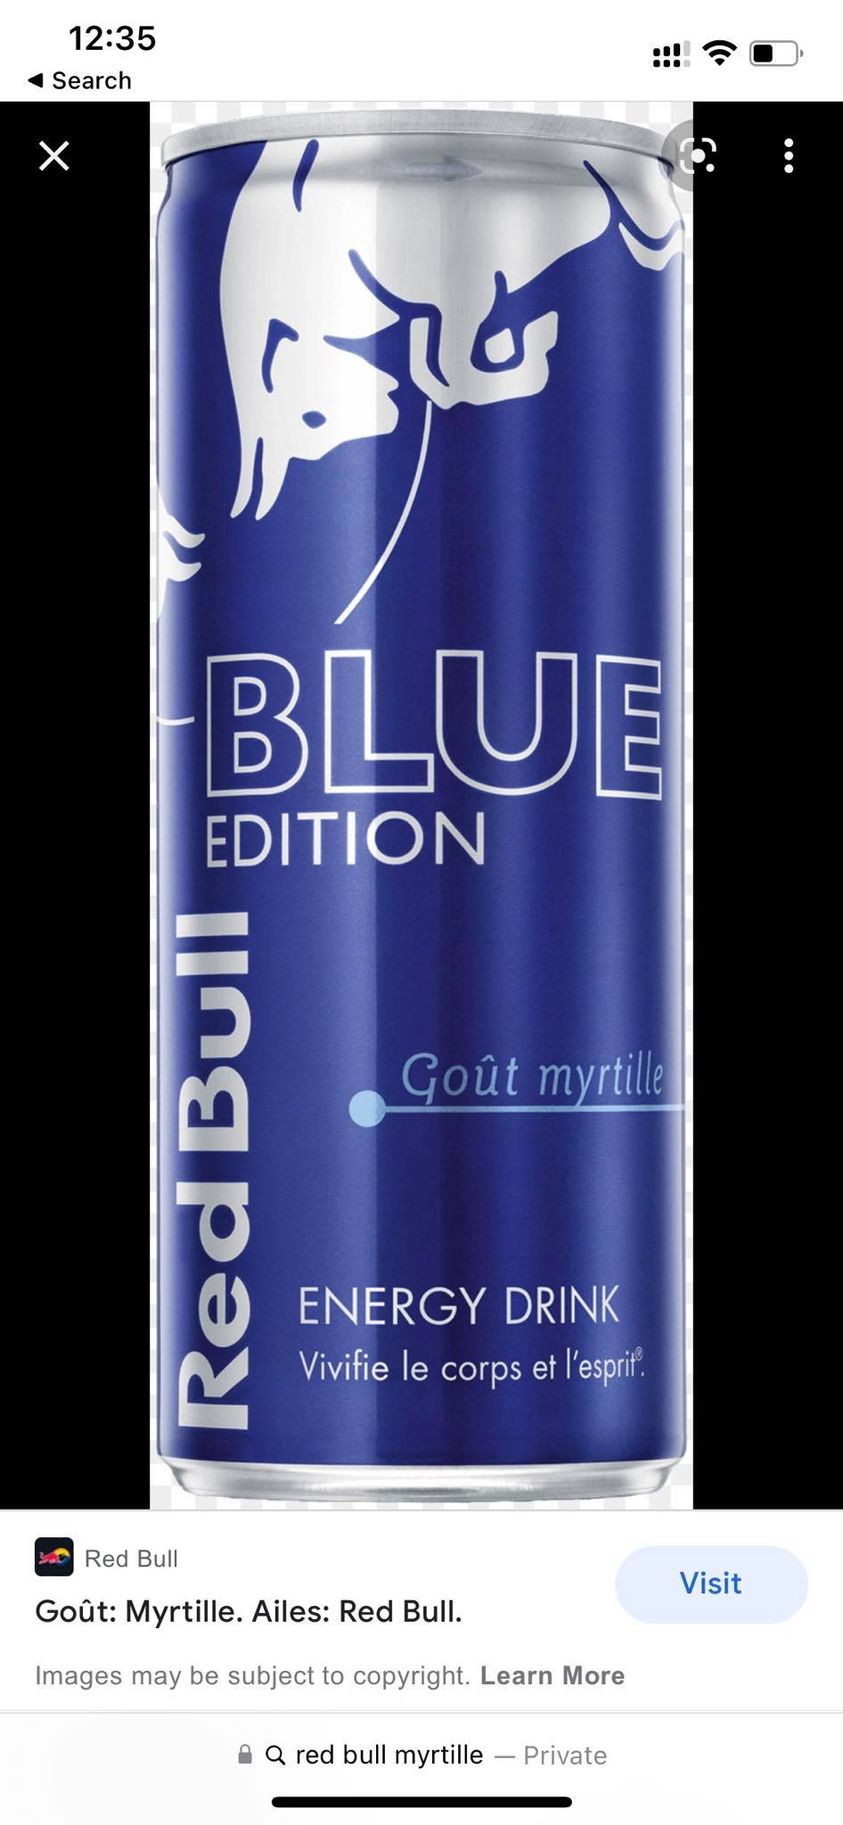 12:35
◀ Search
BLUE
EDITION
Red Bull
Goût myrtille
ENERGY DRINK
Vivifie le corps et l'esprit®.
Red Bull
Visit
Goût: Myrtille. Ailes: Red Bull.
Images may be subject to copyright. Learn More
red bull myrtille — Private